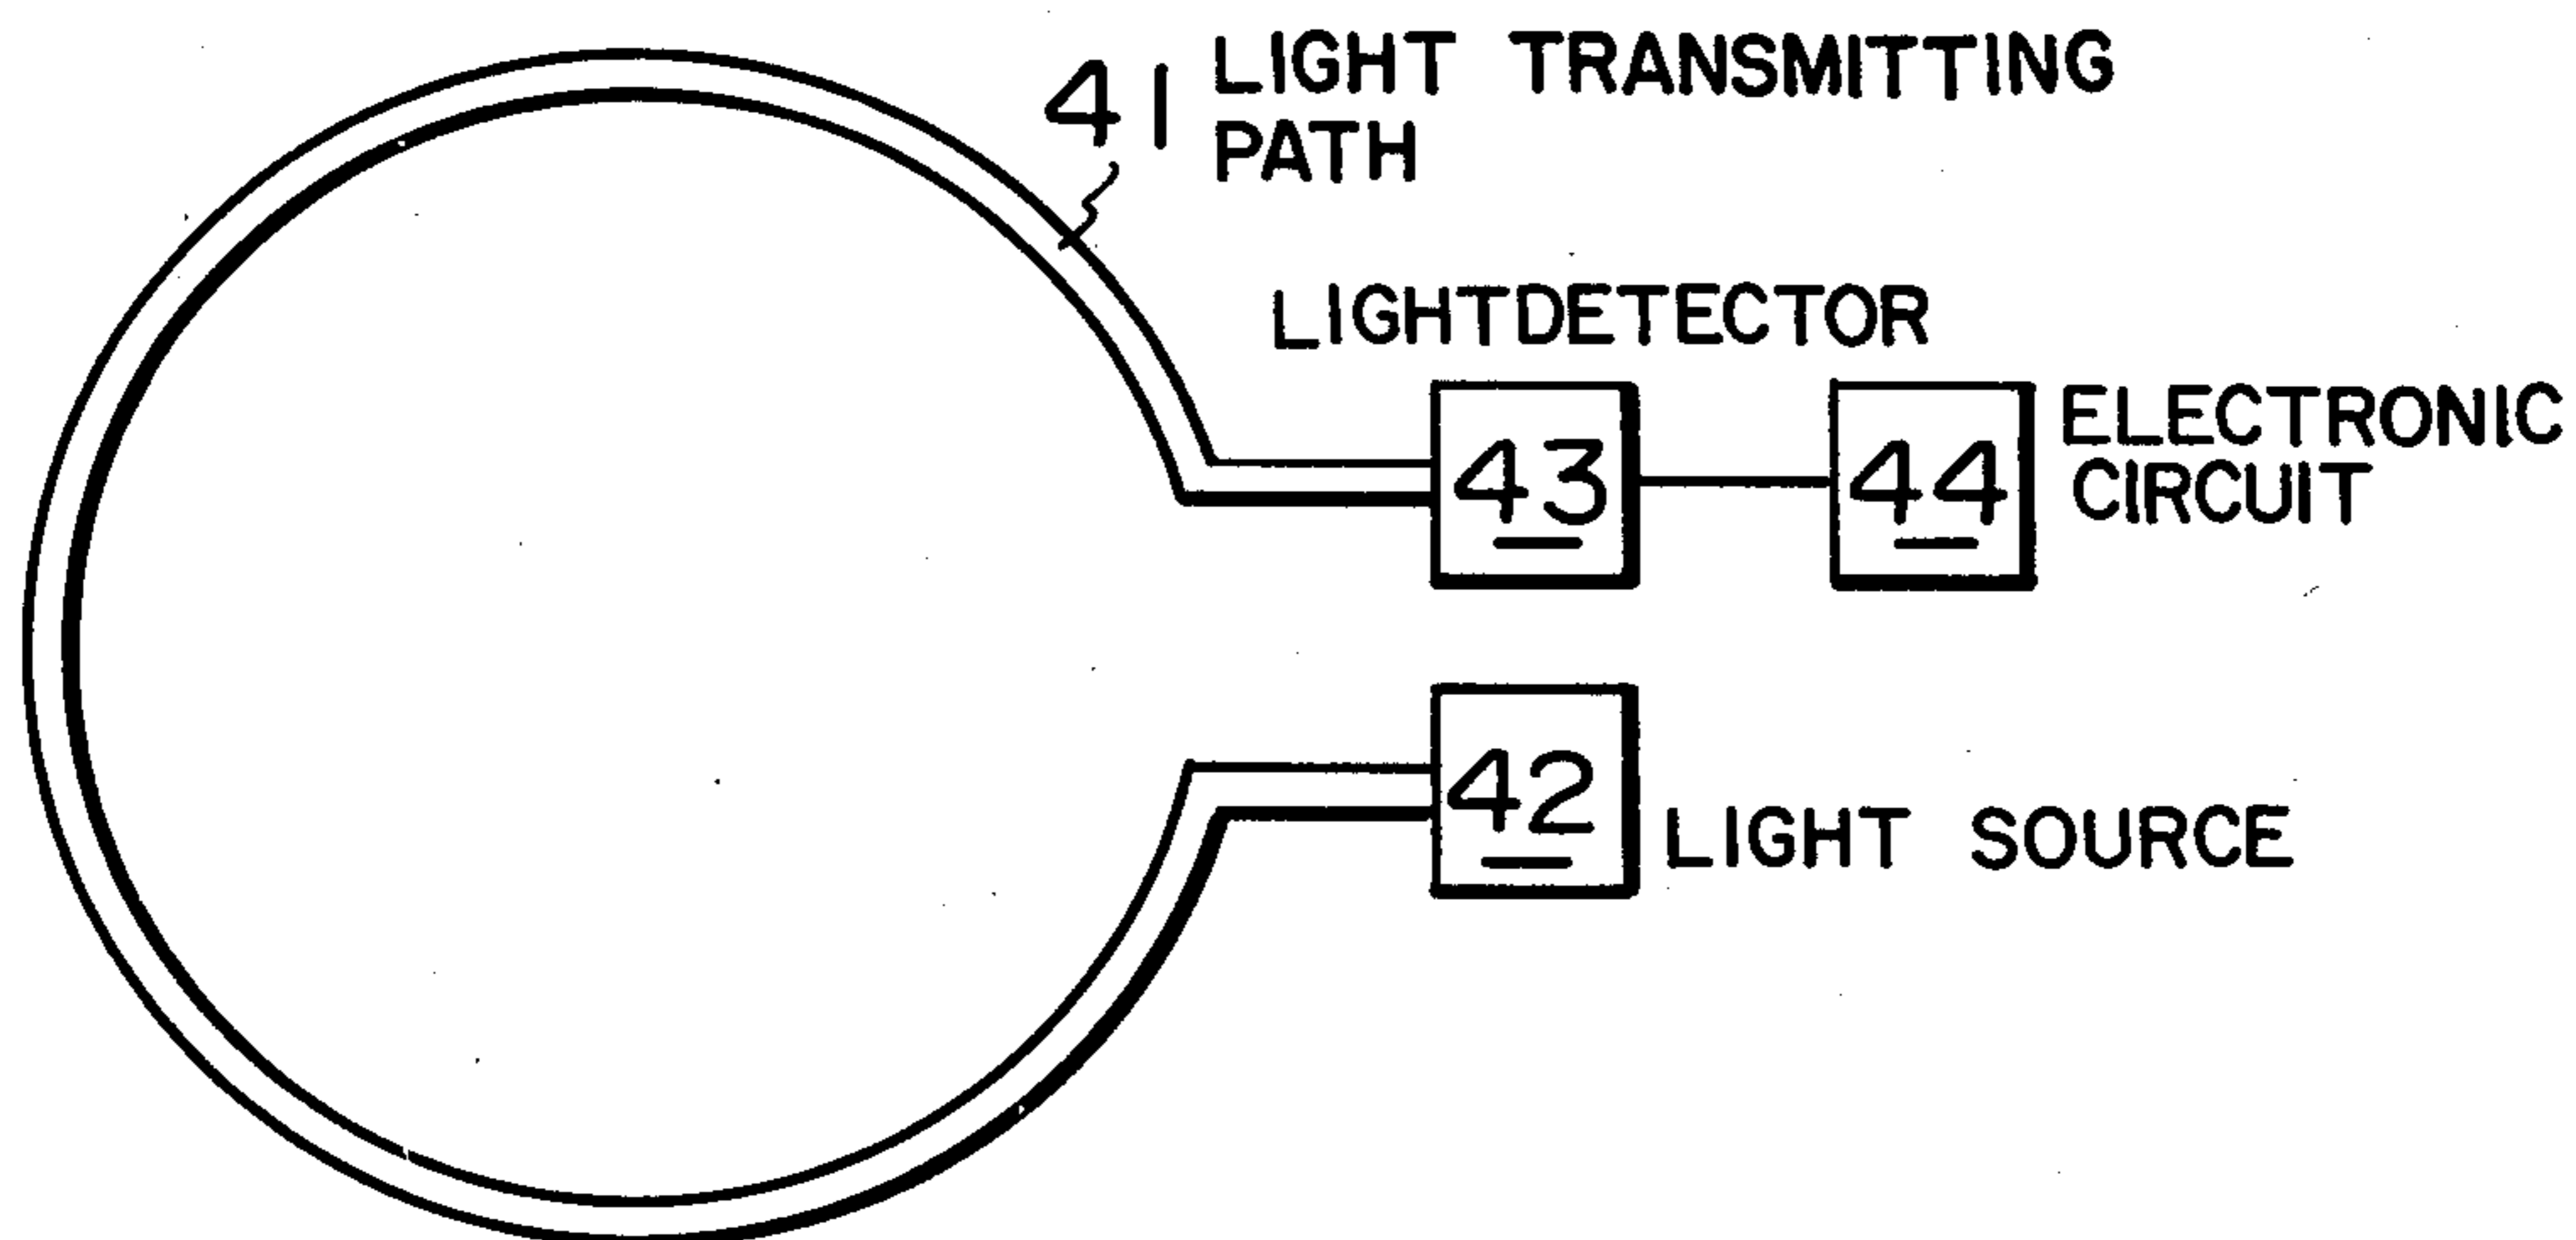 41 LIGHT TRANSMITTING
PATH
LIGHTDETECTOR
43
44
ELECTRONIC
CIRCUIT
42
LIGHT SOURCE